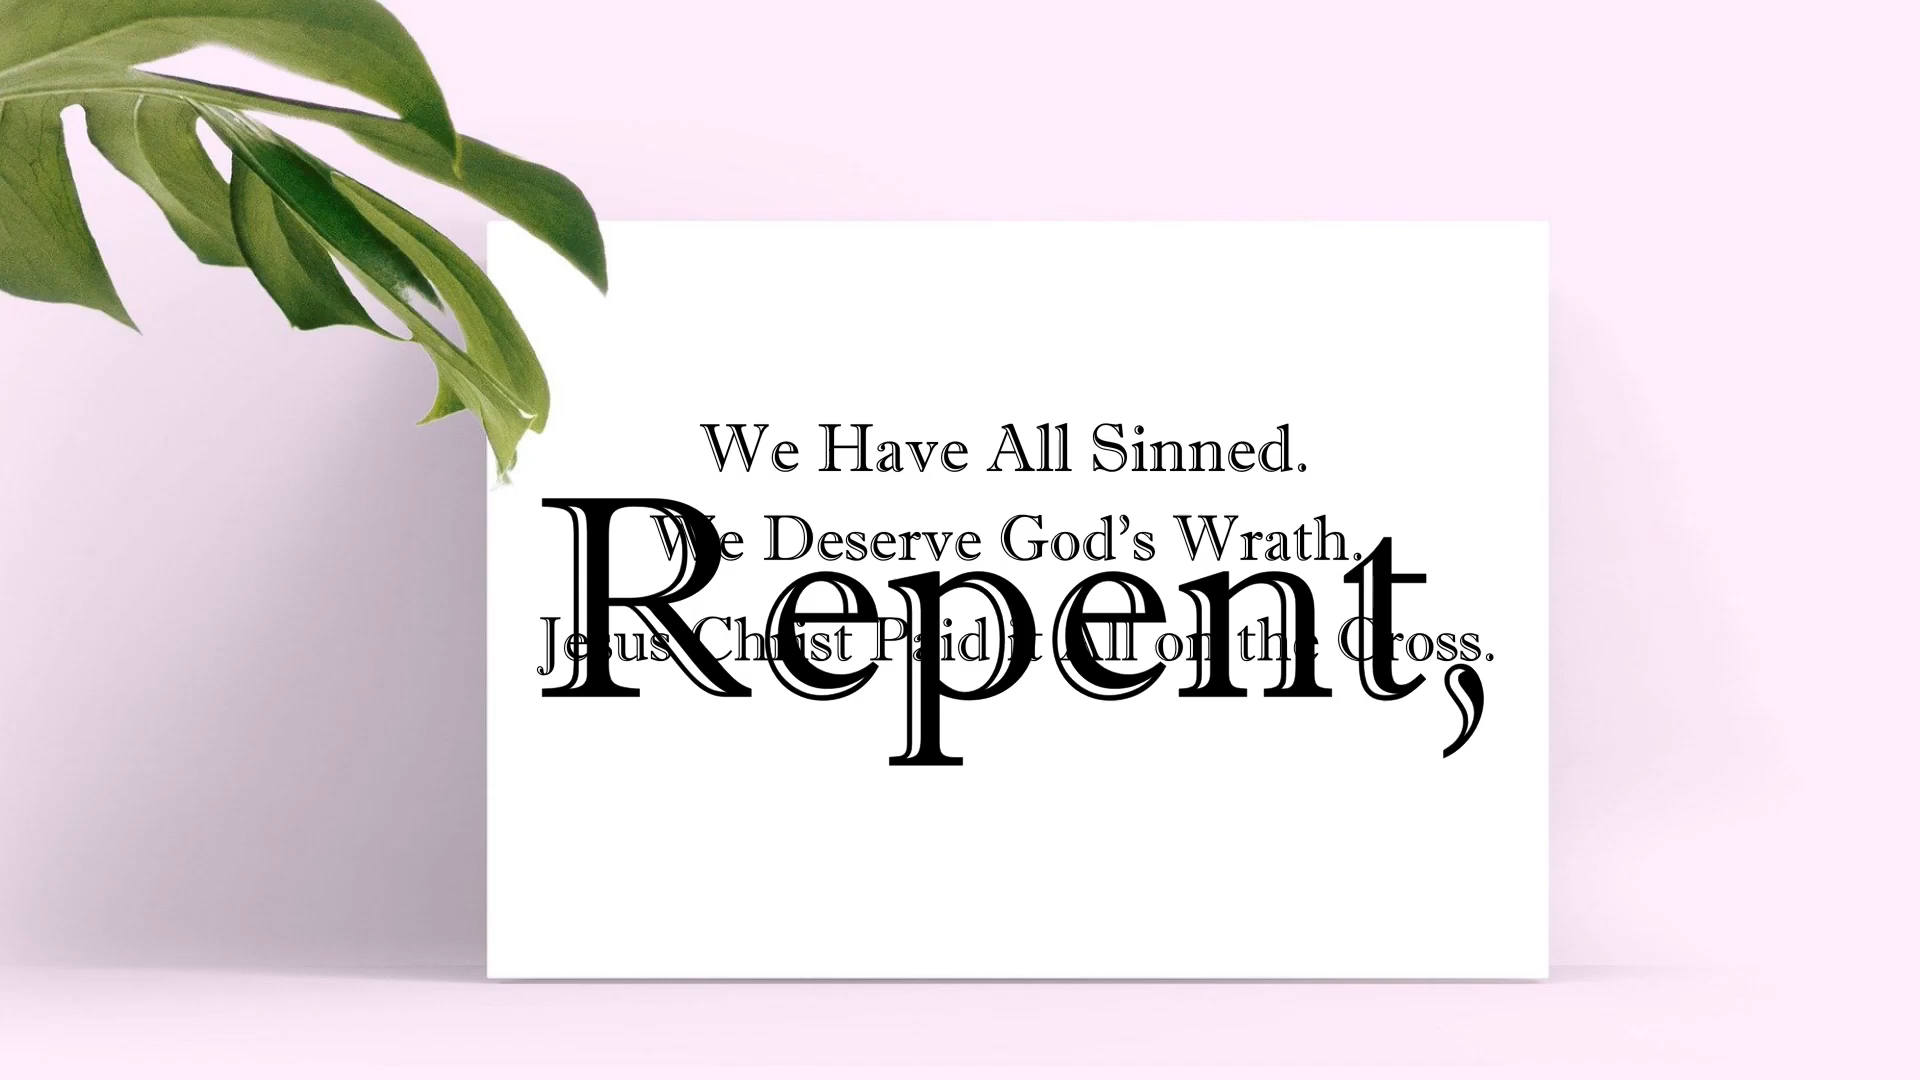 We Have All Sinned.
We Deserve God’s Wrath.
Jesus Christ Paid it All on the Cross.
Repent,